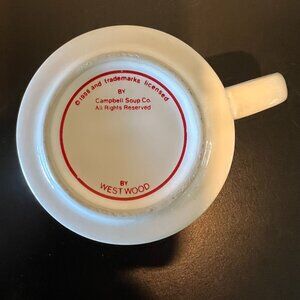 ©1998 and trademarks licensed
BY
Campbell Soup Co.
All Rights Reserved
BY
WESTWOOD